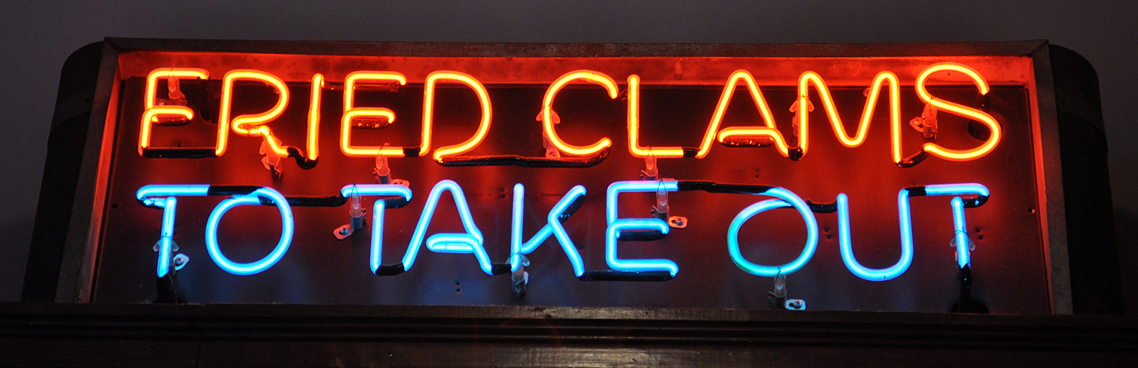 FRIED CLAMS
TO TAKE OUT